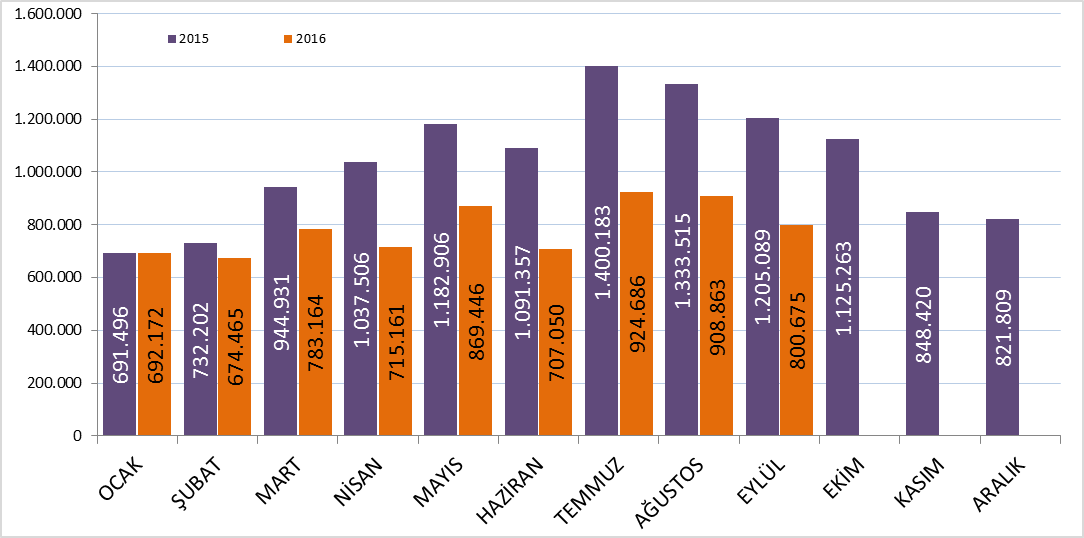 1.600.000
1.400.000
1.200.000
1.000.000
800.000
600.000
400.000
200.000
0
2015
2016
691.496
692.172
732.202
674.465
944.931
783.164
1.037.506
715.161
1.182.906
869.446
1.091.357
707.050
1.400.183
924.686
1.333.515
908.863
1.205.089
800.675
1.125.263
848.420
821.809
OCAK
ŞUBAT
MART
NİSAN
MAYIS
HAZİRAN
TEMMUZ
AĞUSTOS
EYLÜL
EKİM
KASIM
ARALIK